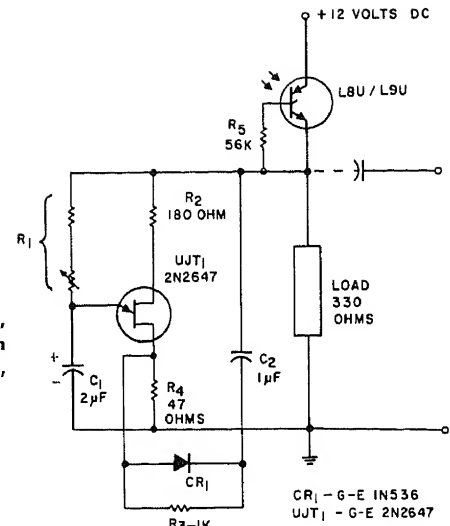 +12 VOLTS DC
L8U / L9U
R5
56K
R2
180 OHM
R1
UJT1
2N2647
LOAD
330
OHMS
+
-
C1
2µF
R4
47
OHMS
C2
1µF
CR1
R3-1K
CR1 - G-E 1N536
UJT1 - G-E 2N2647